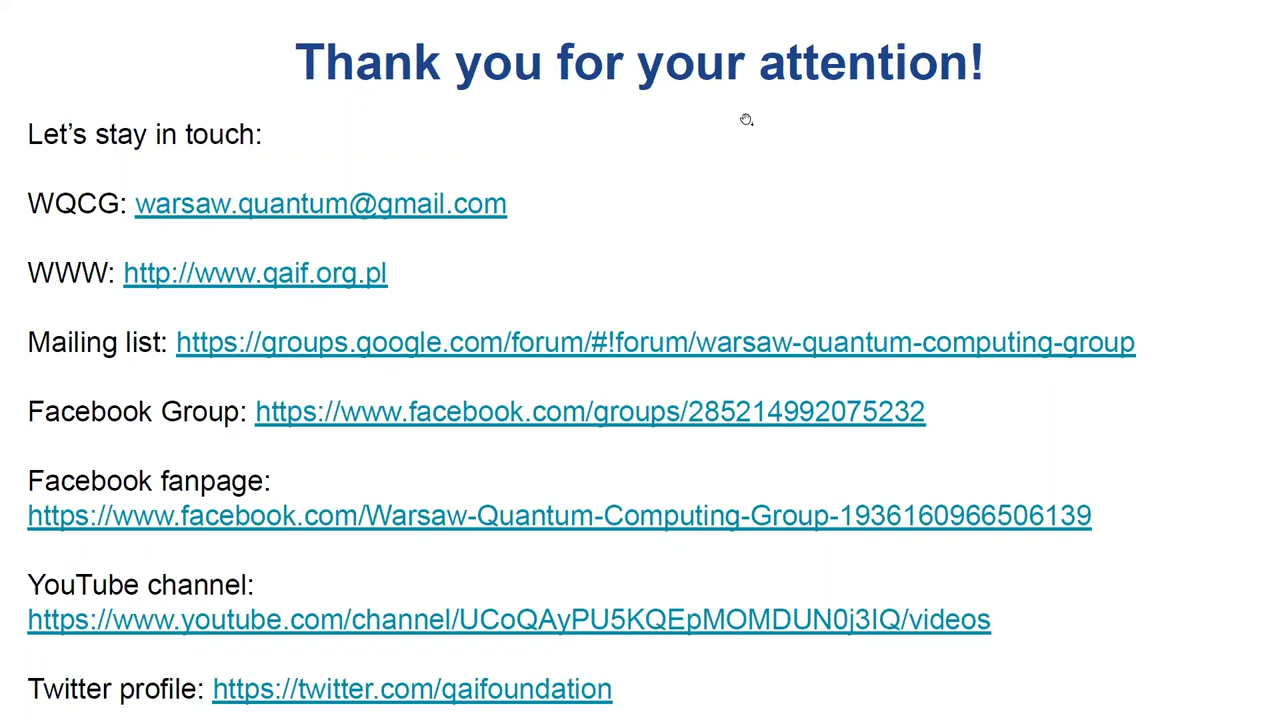 Thank you for your attention!
Let’s stay in touch:
WQCG: warsaw.quantum@gmail.com
WWW: http://www.qaif.org.pl
Mailing list: https://groups.google.com/forum/#!forum/warsaw-quantum-computing-group
Facebook Group: https://www.facebook.com/groups/285214992075232
Facebook fanpage:
https://www.facebook.com/Warsaw-Quantum-Computing-Group-1936160966506139
YouTube channel:
https://www.youtube.com/channel/UCoQAyPU5KQEpMOMDUN0j3IQ/videos
Twitter profile: https://twitter.com/qaifoundation